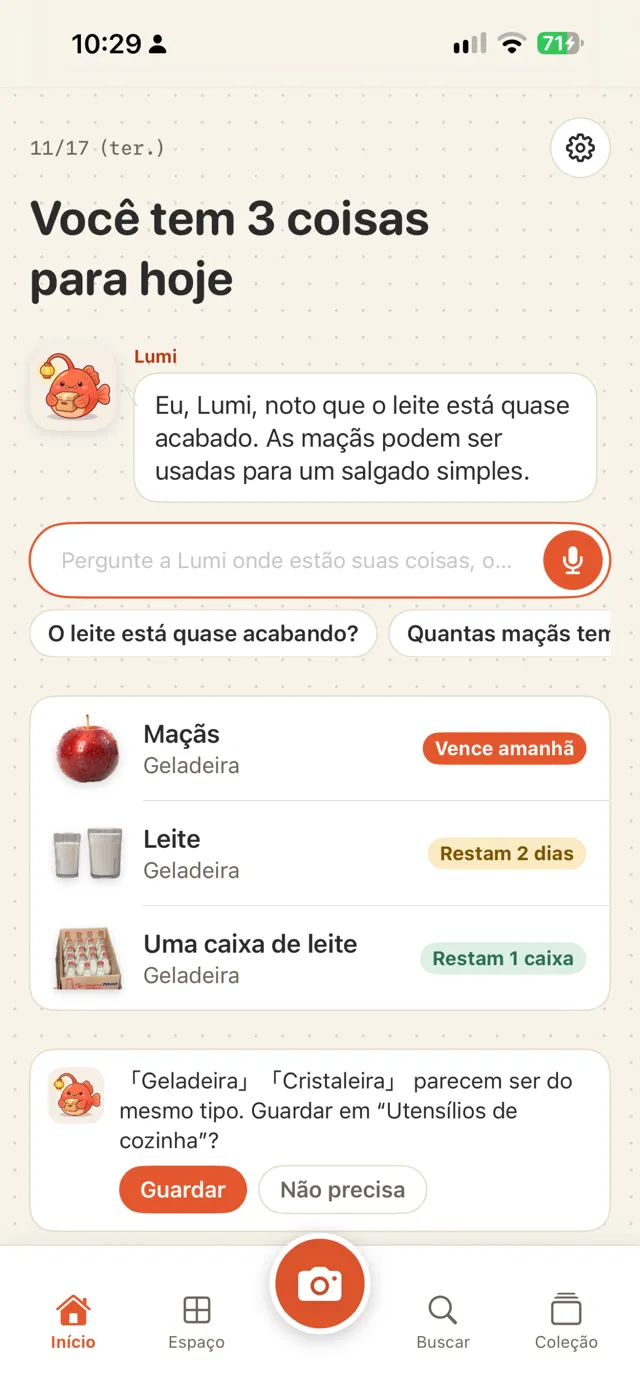 10:29
71
11/17 (ter.)
Você tem 3 coisas
para hoje
Lumi
Eu, Lumi, noto que o leite está quase
acabado. As maçãs podem ser
usadas para um salgado simples.
Pergunte a Lumi onde estão suas coisas, o...
O leite está quase acabando?
Quantas maçãs tem
Maçãs
Geladeira
Vence amanhã
Leite
Geladeira
Restam 2 dias
Uma caixa de leite
Geladeira
Restam 1 caixa
「Geladeira」「Cristaleira」 parecem ser do
mesmo tipo. Guardar em “Utensílios de
cozinha”?
Guardar
Não precisa
Início
Espaço
Buscar
Coleção